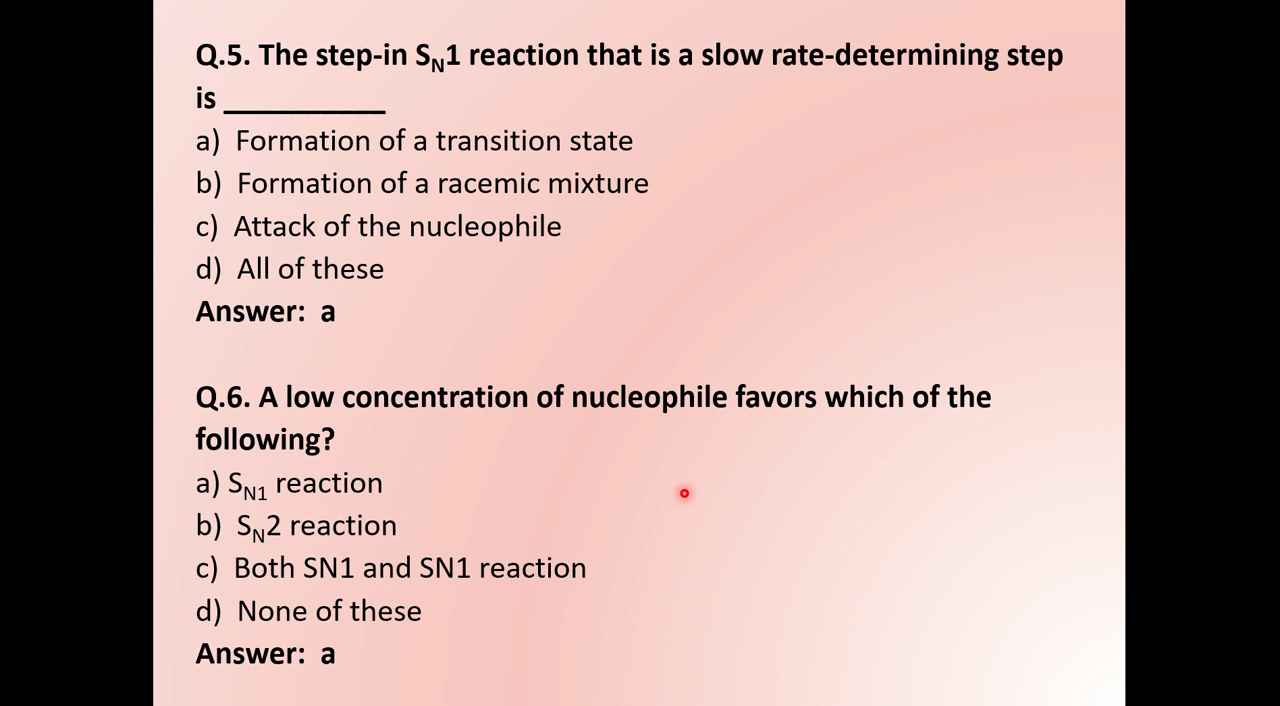 Q.5. The step-in SN1 reaction that is a slow rate-determining step
is __________
a) Formation of a transition state
b) Formation of a racemic mixture
c) Attack of the nucleophile
d) All of these
Answer: a
Q.6. A low concentration of nucleophile favors which of the
following?
a) SN1 reaction
b) SN2 reaction
c) Both SN1 and SN1 reaction
d) None of these
Answer: a